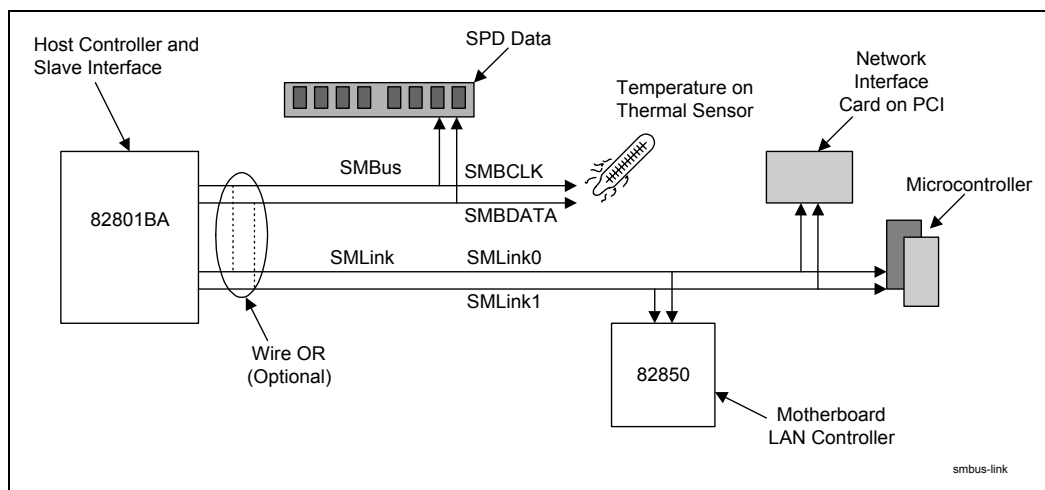 Host Controller and
Slave Interface
SPD Data
Temperature on
Thermal Sensor
Network
Interface
Card on PCI
Microcontroller
82801BA
SMBus
SMBCLK
SMBDATA
SMLink
SMLink0
SMLink1
Wire OR
(Optional)
82850
Motherboard
LAN Controller
smbus-link